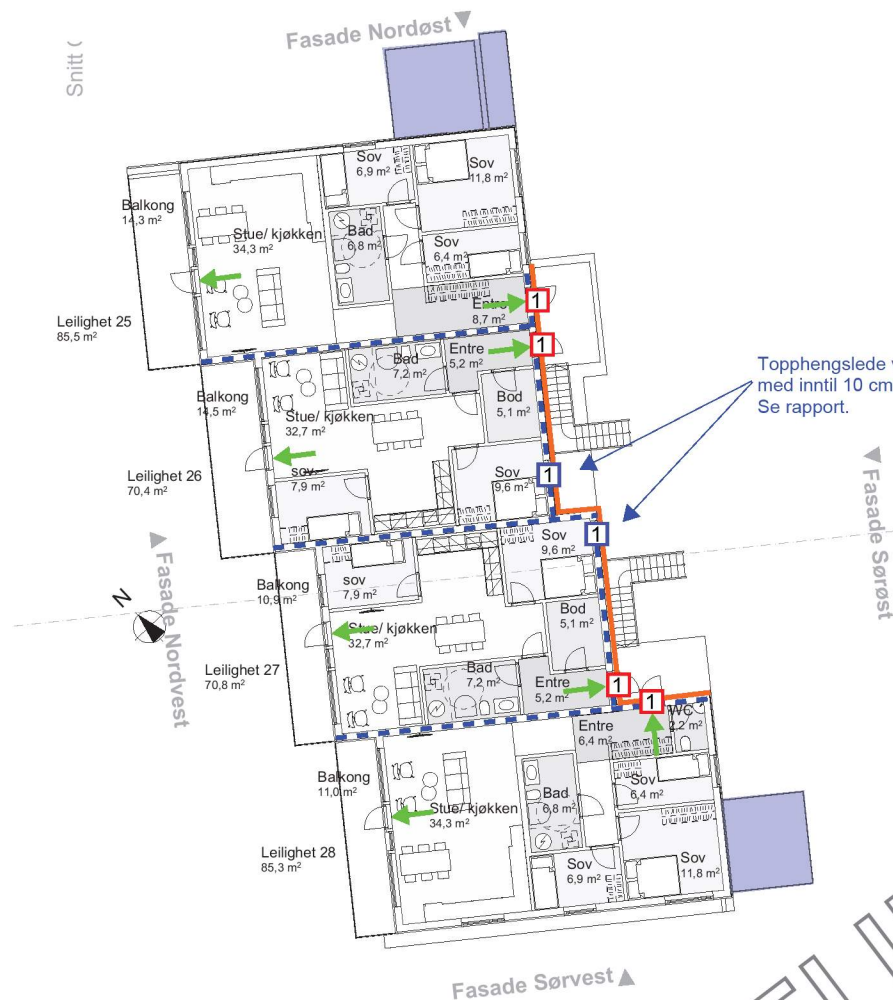 Fasade Nordøst
Snitt
Sov
6,9 m²
Sov
11,8 m²
Balkong
14,3 m²
Stue/ kjøkken
34,3 m²
Bad
6,8 m²
Sov
6,4 m²
Entre
8,7 m²
1
Leilighet 25
85,5 m²
1
Bad
7,2 m²
Entre
5,2 m²
Balkong
14,5 m²
Stue/ kjøkken
32,7 m²
Bod
5,1 m²
Topphengslede
med inntil 10 cm
Se rapport.
Leilighet 26
70,4 m²
sov
7,9 m²
Sov
9,6 m²
1
1
Fasade Sørøst
Fasade Nordvest
N
Balkong
10,9 m²
sov
7,9 m²
Sov
9,6 m²
Stue/ kjøkken
32,7 m²
Bod
5,1 m²
Leilighet 27
70,8 m²
Bad
7,2 m²
Entre
5,2 m²
1
1
WC
2,2 m²
Entre
6,4 m²
Balkong
11,0 m²
Stue/ kjøkken
34,3 m²
Bad
6,8 m²
Sov
6,4 m²
Leilighet 28
85,3 m²
Sov
6,9 m²
Sov
11,8 m²
Fasade Sørvest